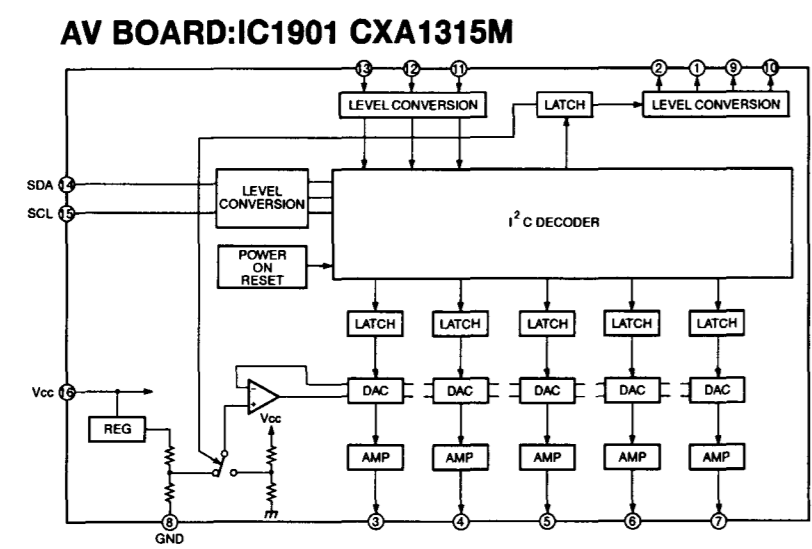 AV BOARD:IC1901 CXA1315M
13 12 11 2 1 9 10
LEVEL CONVERSION LATCH LEVEL CONVERSION
SDA 14
LEVEL
CONVERSION
SCL 15
I²C DECODER
POWER
ON
RESET
LATCH LATCH LATCH LATCH LATCH
Vcc 16
- DAC DAC DAC DAC DAC
+
Vcc
REG
AMP AMP AMP AMP AMP
8 3 4 5 6 7
GND